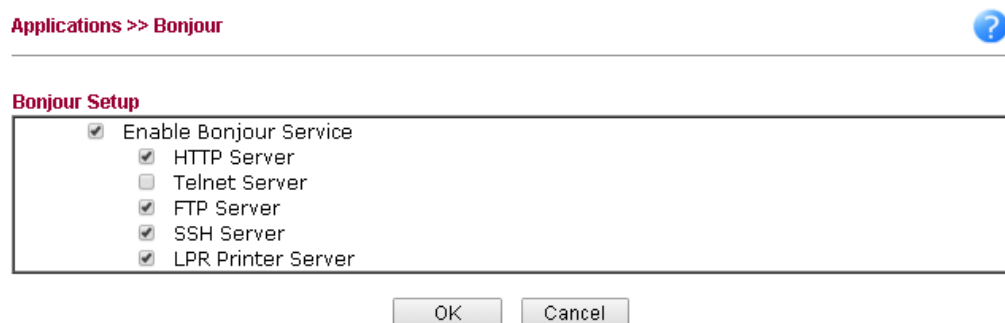 Applications >> Bonjour
?
Bonjour Setup
Enable Bonjour Service
HTTP Server
Telnet Server
FTP Server
SSH Server
LPR Printer Server
OK Cancel